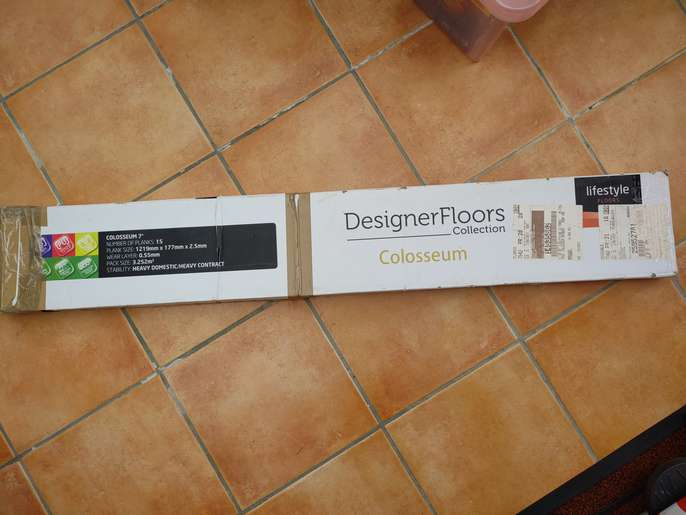 COLOSSEUM 7"
NUMBER OF PLANKS: 15
PLANK SIZE: 1219mm x 177mm x 2.5mm
WEAR LAYER: 0.55mm
PACK SIZE: 3.252m²
STABILITY: HEAVY DOMESTIC/HEAVY CONTRACT
DesignerFloors
Collection
Colosseum
lifestyle
FLOORS